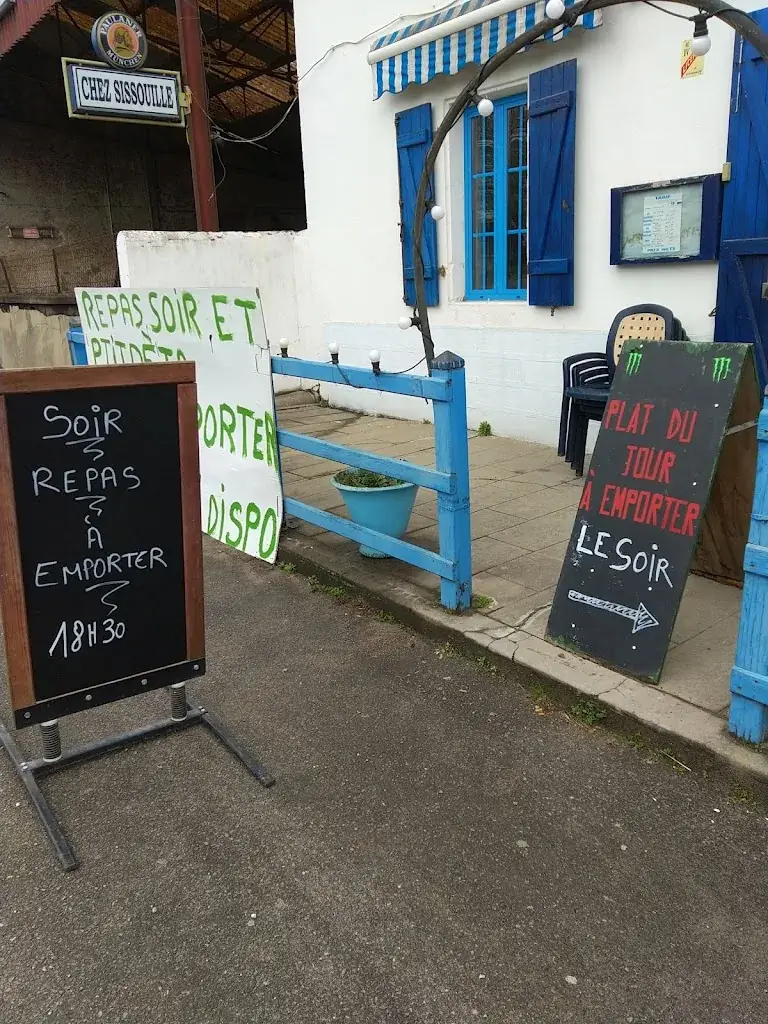 PAULANER
MÜNCHEN
CHEZ SISSOUILLE
REPAS SOIR ET
PTITDÈTR
PORTER
DISPO
SOIR
REPAS
À
EMPORTER
18H30
PLAT DU
JOUR
À EMPORTER
LE SOIR